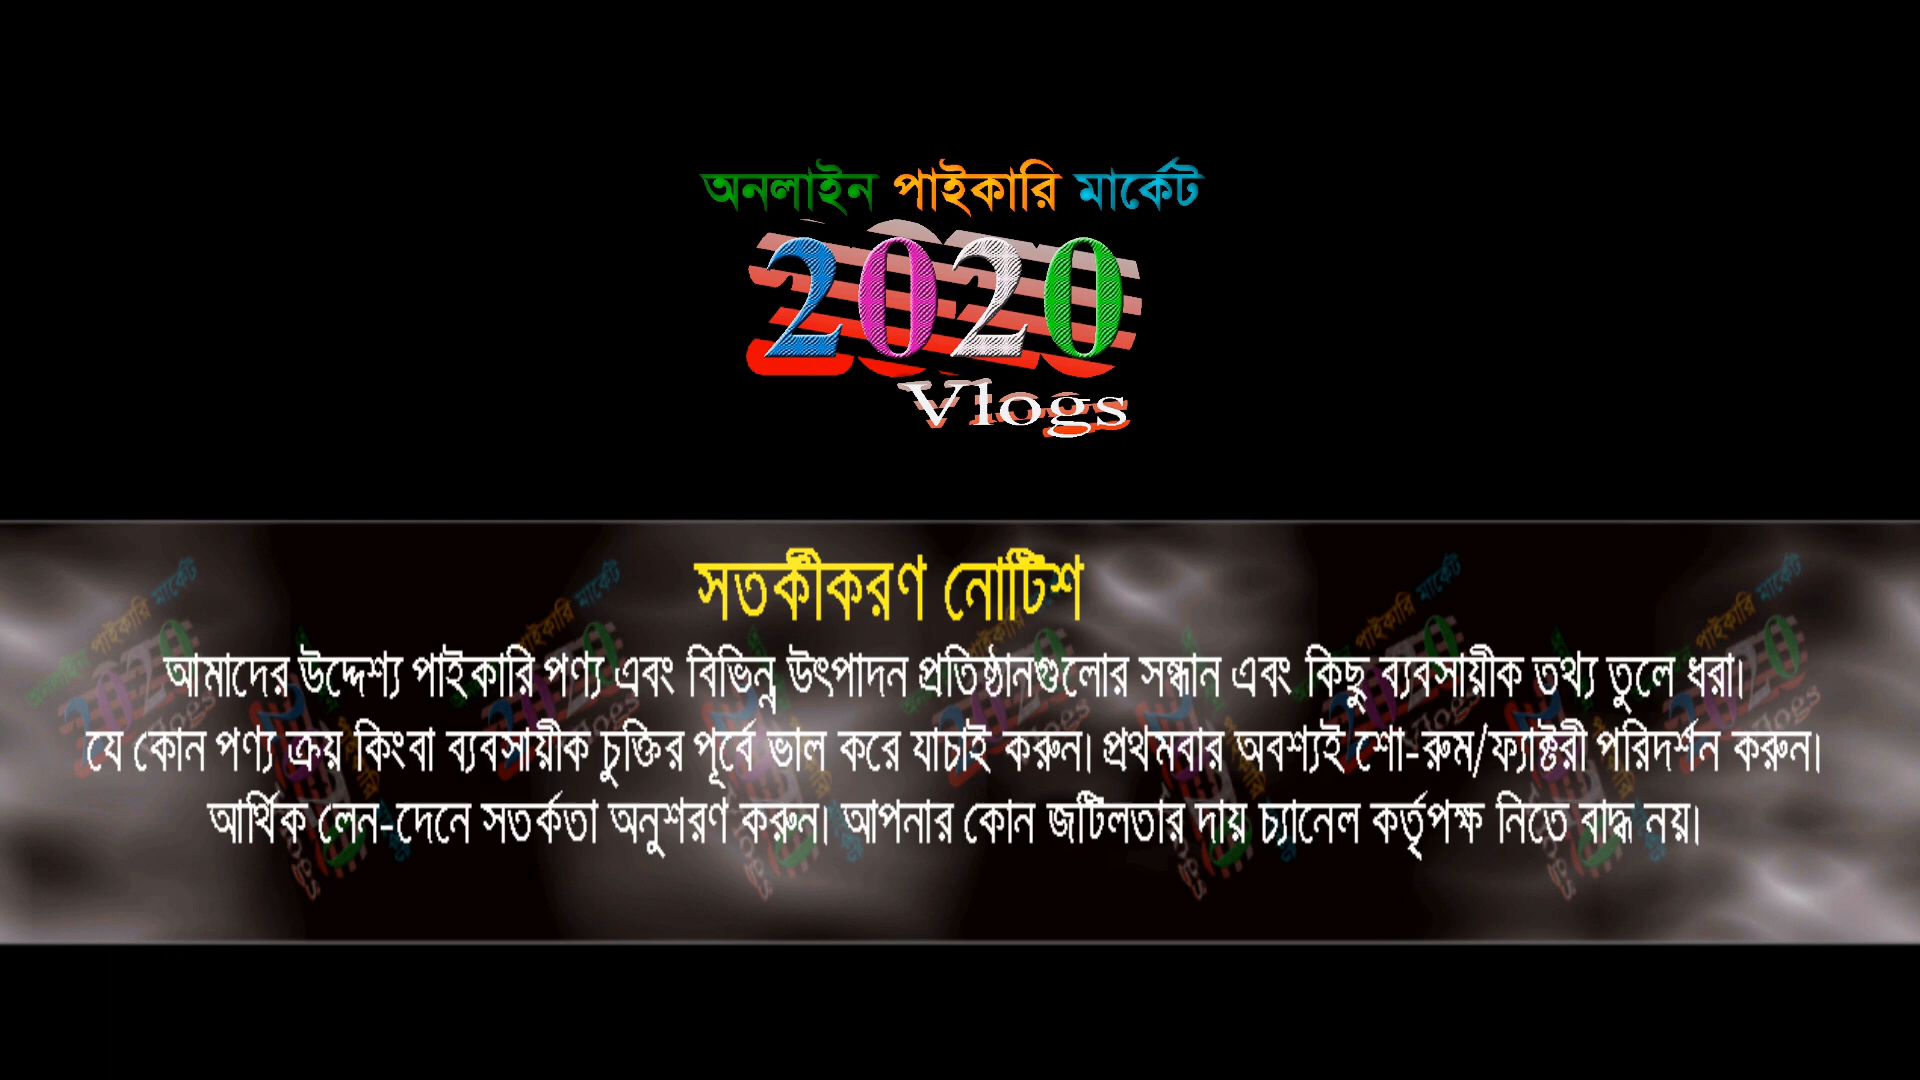 অনলাইন পাইকারি মার্কেট
2020
Vlogs
সতর্কীকরণ নোটিশ
আমাদের উদ্দেশ্য পাইকারি পণ্য এবং বিভিন্ন উৎপাদন প্রতিষ্ঠানগুলোর সন্ধান এবং কিছু ব্যবসায়ীক তথ্য তুলে ধরা।
যে কোন পণ্য ক্রয় কিংবা ব্যবসায়ীক চুক্তির পূর্বে ভাল করে যাচাই করুন। প্রথমবার অবশ্যই শো-রুম/ফ্যাক্টরী পরিদর্শন করুন।
আর্থিক লেন-দেনে সতর্কতা অনুশরণ করুন। আপনার কোন জটিলতার দায় চ্যানেল কর্তৃপক্ষ নিতে বাদ্ধ নয়।